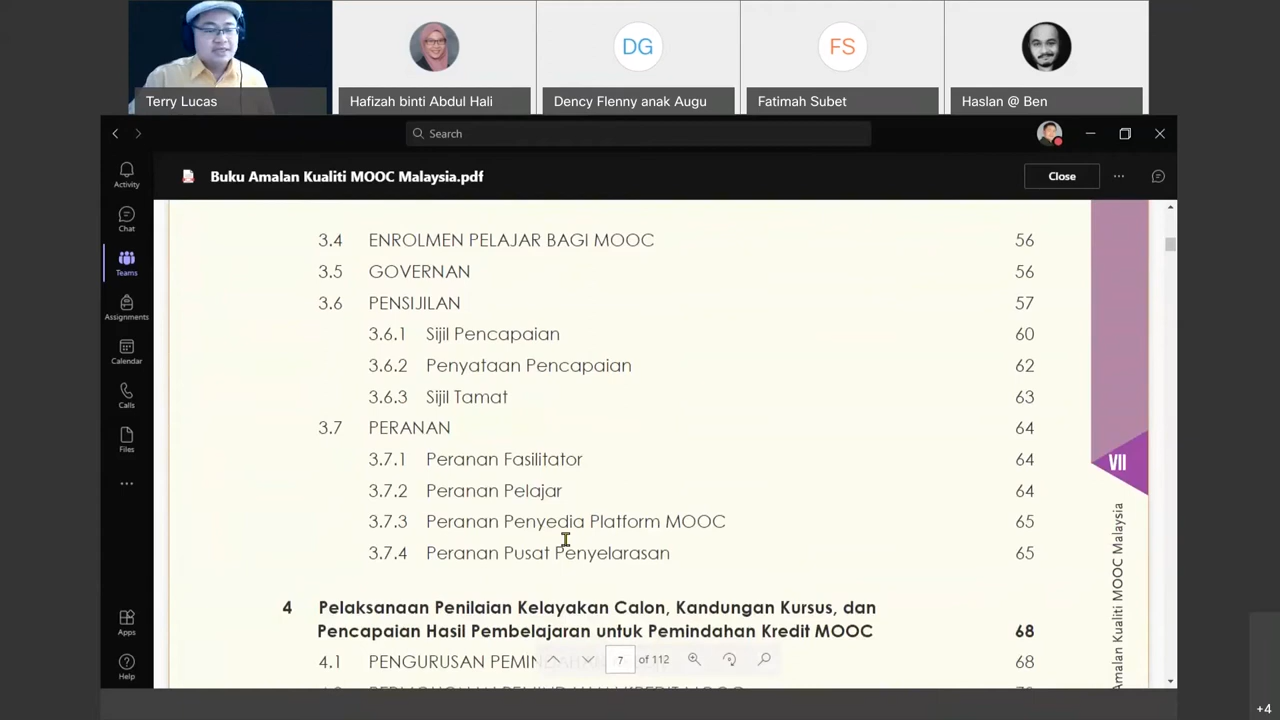 DG
FS
Terry Lucas
Hafizah binti Abdul Hali
Dency Flenny anak Augu
Fatimah Subet
Haslan @ Ben
Search
Activity
Chat
Teams
Assignments
Calendar
Calls
Files
Apps
Help
Buku Amalan Kualiti MOOC Malaysia.pdf
Close
3.4 ENROLMEN PELAJAR BAGI MOOC 56
3.5 GOVERNAN 56
3.6 PENSIJILAN 57
3.6.1 Sijil Pencapaian 60
3.6.2 Penyataan Pencapaian 62
3.6.3 Sijil Tamat 63
3.7 PERANAN 64
3.7.1 Peranan Fasilitator 64
3.7.2 Peranan Pelajar 64
3.7.3 Peranan Penyedia Platform MOOC 65
3.7.4 Peranan Pusat Penyelarasan 65
4 Pelaksanaan Penilaian Kelayakan Calon, Kandungan Kursus, dan
Pencapaian Hasil Pembelajaran untuk Pemindahan Kredit MOOC 68
4.1 PENGURUSAN 68
7 of 112
VII
Amalan Kualiti MOOC Malaysia
+4